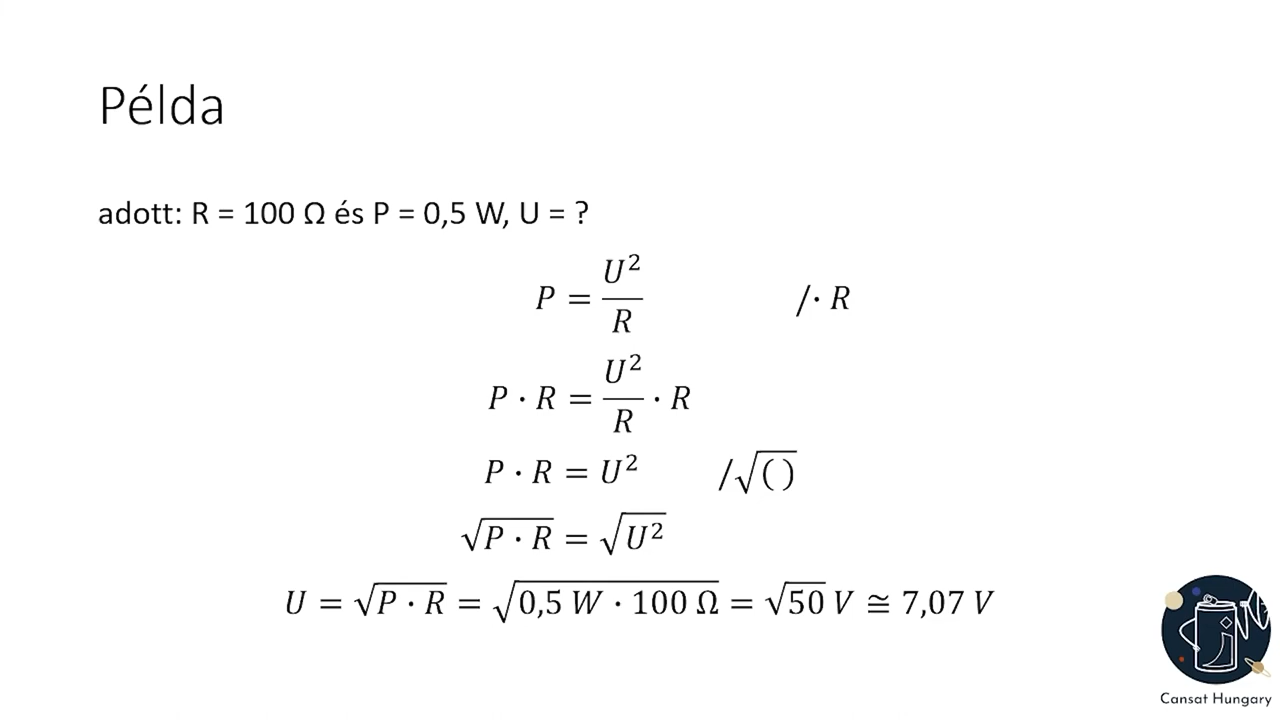 Példa
adott: R = 100 Ω és P = 0,5 W, U = ?
P = U²/R /· R
P · R = U²/R · R
P · R = U² /√( )
√(P · R) = √(U²)
U = √(P · R) = √(0,5 W · 100 Ω) = √50 V ≅ 7,07 V
Cansat Hungary